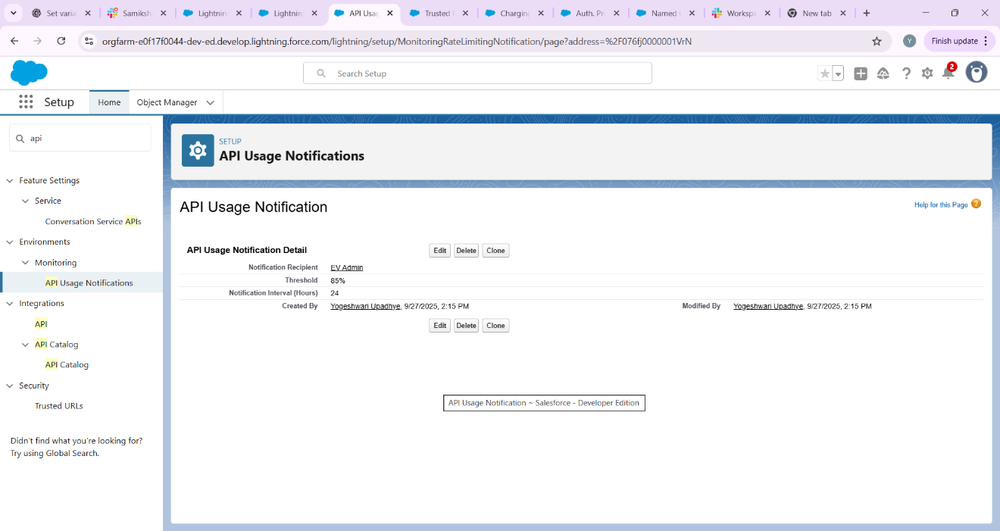 Set varia
Samiksh
Lightnin
Lightnin
API Usag
Trusted U
Charging
Auth. Pro
Named C
Workspa
New tab
orgfarm-e0f17f0044-dev-ed.develop.lightning.force.com/lightning/setup/MonitoringRateLimitingNotification/page?address=%2F076fj0000001VrN
Y
Finish update
Search Setup
2
Setup
Home
Object Manager
api
Feature Settings
Service
Conversation Service APIs
Environments
Monitoring
API Usage Notifications
Integrations
API
API Catalog
API Catalog
Security
Trusted URLs
Didn't find what you're looking for?
Try using Global Search.
SETUP
API Usage Notifications
API Usage Notification
Help for this Page ?
API Usage Notification Detail
Edit Delete Clone
Notification Recipient EV Admin
Threshold 85%
Notification Interval (Hours) 24
Created By Yogeshwari Upadhye, 9/27/2025, 2:15 PM Modified By Yogeshwari Upadhye, 9/27/2025, 2:15 PM
Edit Delete Clone
API Usage Notification ~ Salesforce - Developer Edition